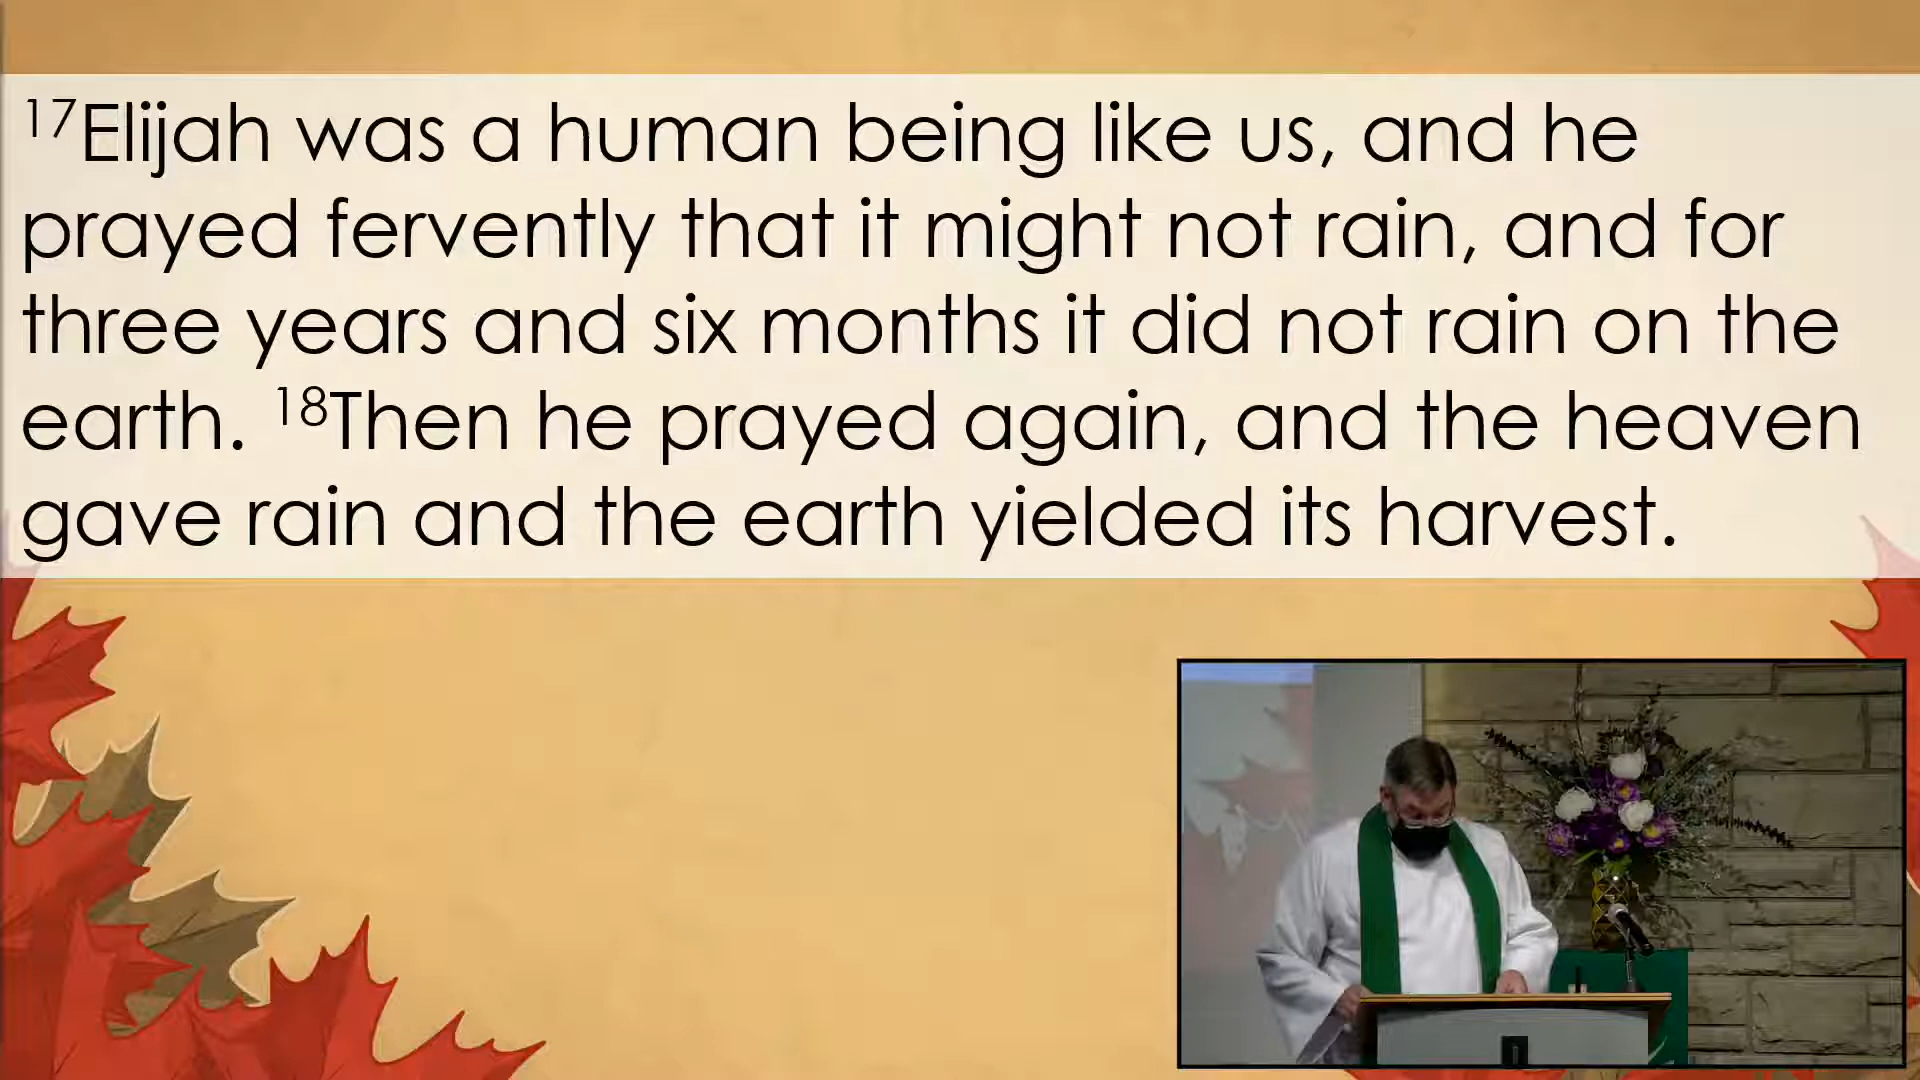 17Elijah was a human being like us, and he
prayed fervently that it might not rain, and for
three years and six months it did not rain on the
earth. 18Then he prayed again, and the heaven
gave rain and the earth yielded its harvest.